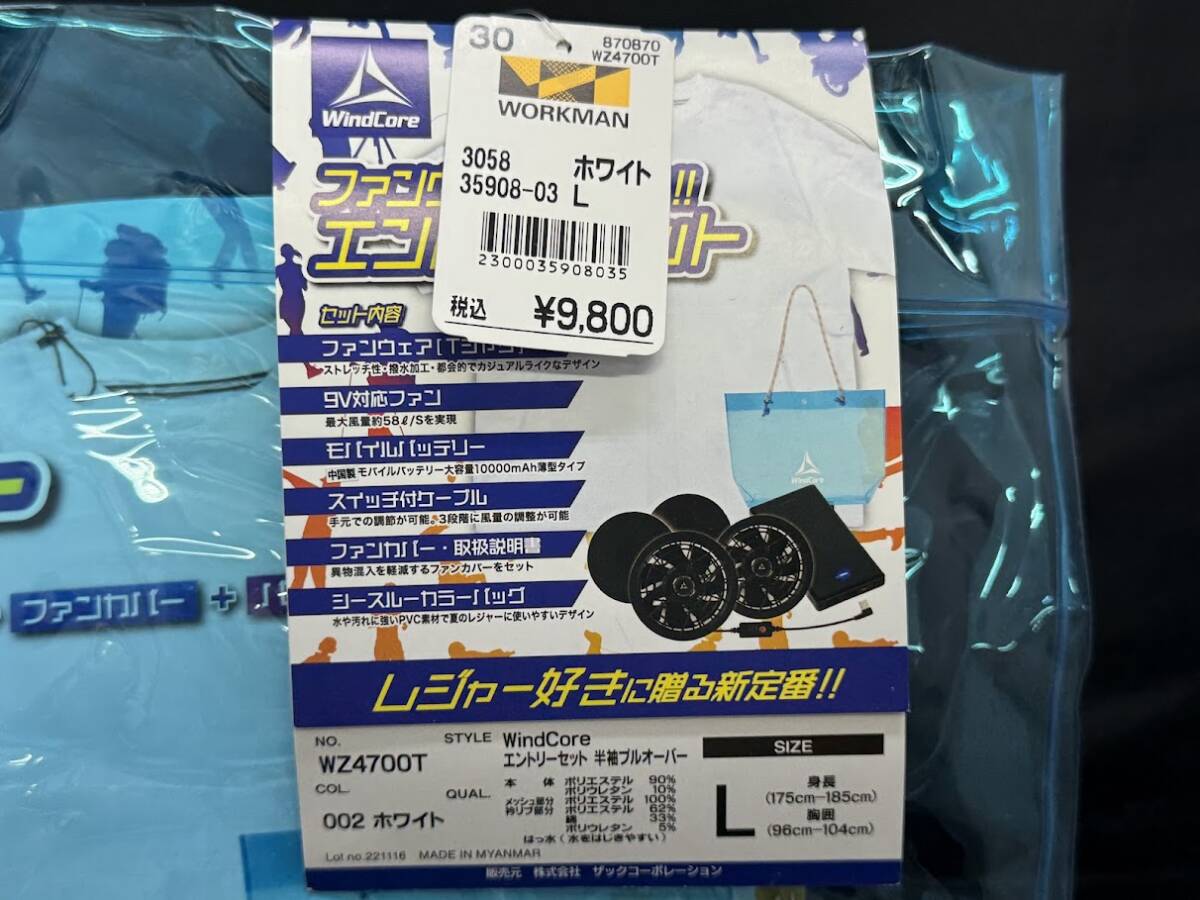 30
870870
WZ4700T
WORKMAN
3058
35908-03
ホワイト
L
2300035908035
税込
¥9,800
WindCore
ファンウ
!!
エン
ット
セット内容
ファンウェア[Tシャツ]
ストレッチ性・撥水加工・都会的でカジュアルライクなデザイン
9V対応ファン
最大風量約58ℓ/Sを実現
モバイルバッテリー
中国製 モバイルバッテリー大容量10000mAh薄型タイプ
スイッチ付ケーブル
手元での調節が可能。3段階に風量の調整が可能
ファンカバー・取扱説明書
異物混入を軽減するファンカバーをセット
シースルーカラーバッグ
水や汚れに強いPVC素材で夏のレジャーに使いやすいデザイン
WindCore
レジャー好きに贈る新定番!!
NO.
WZ4700T
STYLE WindCore
エントリーセット 半袖プルオーバー
COL.
002 ホワイト
QUAL.
本体 ポリエステル 90%
ポリウレタン 10%
メッシュ部分 ポリエステル 100%
衿リブ部分 ポリエステル 62%
綿 33%
ポリウレタン 5%
はっ水(水をはじきやすい)
SIZE
L
身長
(175cm-185cm)
胸囲
(96cm-104cm)
Lot no.221116 MADE IN MYANMAR
販売元 株式会社 ザックコーポレーション
ファンカバー +